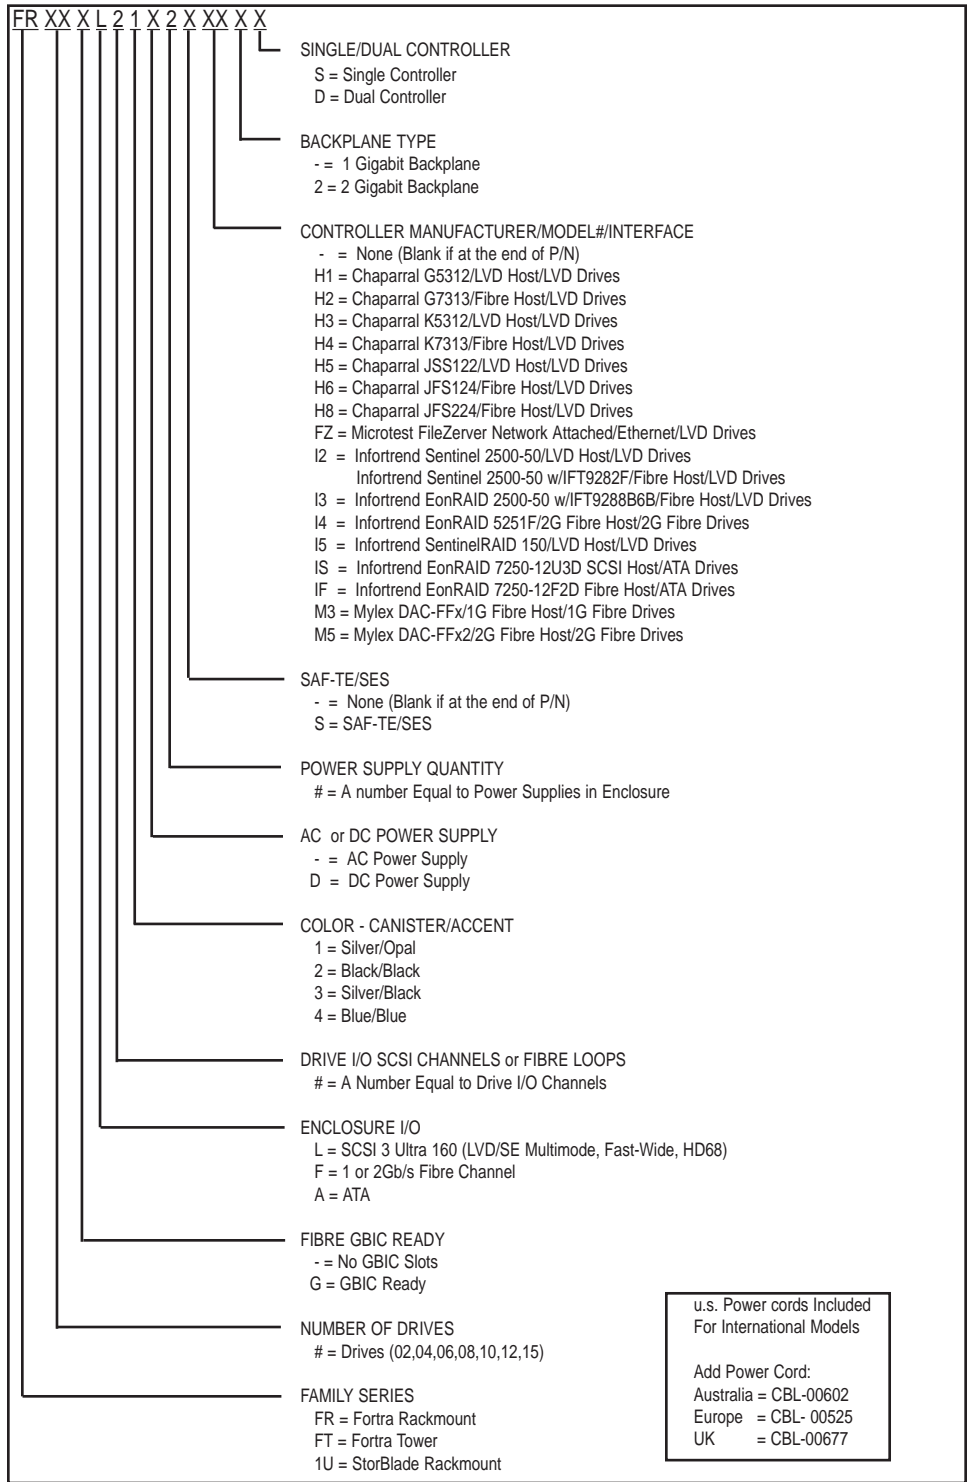 FR XX X L 2 1 X 2 X XX X X
SINGLE/DUAL CONTROLLER
S = Single Controller
D = Dual Controller
BACKPLANE TYPE
- = 1 Gigabit Backplane
2 = 2 Gigabit Backplane
CONTROLLER MANUFACTURER/MODEL#/INTERFACE
- = None (Blank if at the end of P/N)
H1 = Chaparral G5312/LVD Host/LVD Drives
H2 = Chaparral G7313/Fibre Host/LVD Drives
H3 = Chaparral K5312/LVD Host/LVD Drives
H4 = Chaparral K7313/Fibre Host/LVD Drives
H5 = Chaparral JSS122/LVD Host/LVD Drives
H6 = Chaparral JFS124/Fibre Host/LVD Drives
H8 = Chaparral JFS224/Fibre Host/LVD Drives
FZ = Microtest FileZerver Network Attached/Ethernet/LVD Drives
I2 = Infortrend Sentinel 2500-50/LVD Host/LVD Drives
Infortrend Sentinel 2500-50 w/IFT9282F/Fibre Host/LVD Drives
I3 = Infortrend EonRAID 2500-50 w/IFT9288B6B/Fibre Host/LVD Drives
I4 = Infortrend EonRAID 5251F/2G Fibre Host/2G Fibre Drives
I5 = Infortrend SentinelRAID 150/LVD Host/LVD Drives
IS = Infortrend EonRAID 7250-12U3D SCSI Host/ATA Drives
IF = Infortrend EonRAID 7250-12F2D Fibre Host/ATA Drives
M3 = Mylex DAC-FFx/1G Fibre Host/1G Fibre Drives
M5 = Mylex DAC-FFx2/2G Fibre Host/2G Fibre Drives
SAF-TE/SES
- = None (Blank if at the end of P/N)
S = SAF-TE/SES
POWER SUPPLY QUANTITY
# = A number Equal to Power Supplies in Enclosure
AC or DC POWER SUPPLY
- = AC Power Supply
D = DC Power Supply
COLOR - CANISTER/ACCENT
1 = Silver/Opal
2 = Black/Black
3 = Silver/Black
4 = Blue/Blue
DRIVE I/O SCSI CHANNELS or FIBRE LOOPS
# = A Number Equal to Drive I/O Channels
ENCLOSURE I/O
L = SCSI 3 Ultra 160 (LVD/SE Multimode, Fast-Wide, HD68)
F = 1 or 2Gb/s Fibre Channel
A = ATA
FIBRE GBIC READY
- = No GBIC Slots
G = GBIC Ready
NUMBER OF DRIVES
# = Drives (02,04,06,08,10,12,15)
FAMILY SERIES
FR = Fortra Rackmount
FT = Fortra Tower
1U = StorBlade Rackmount
u.s. Power cords Included
For International Models
Add Power Cord:
Australia = CBL-00602
Europe = CBL- 00525
UK = CBL-00677